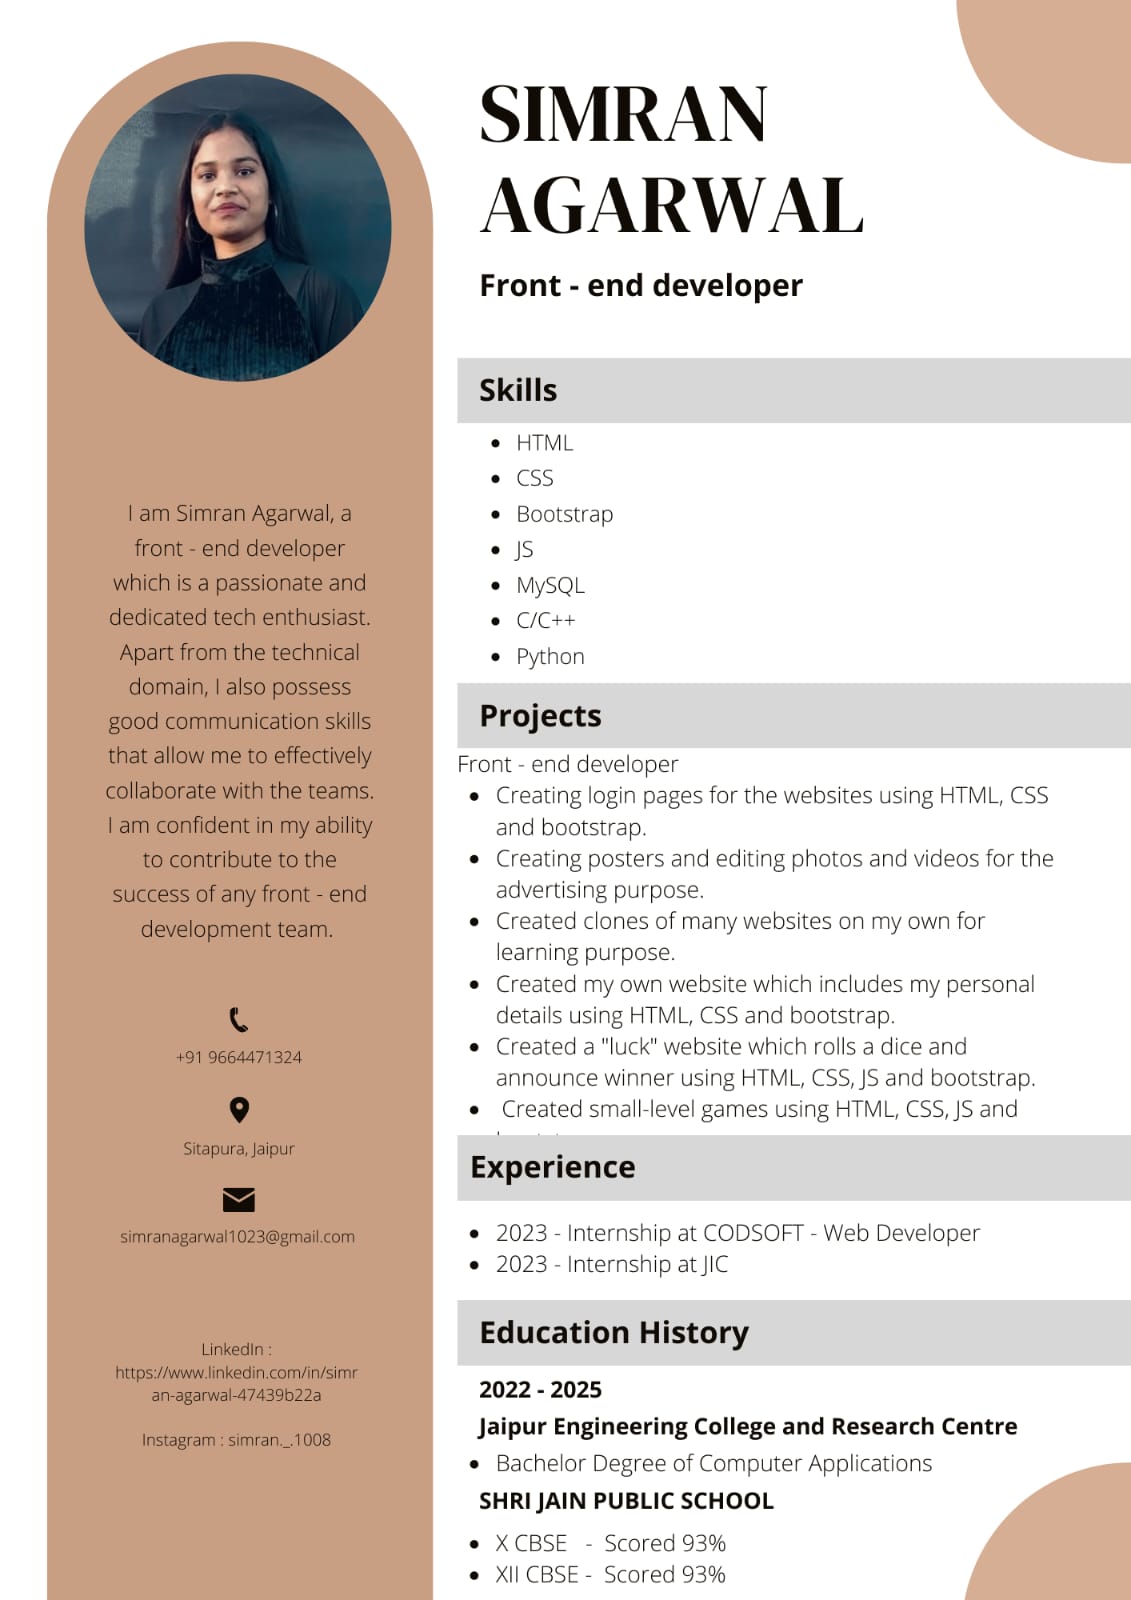 SIMRAN
AGARWAL
Front - end developer
I am Simran Agarwal, a
front - end developer
which is a passionate and
dedicated tech enthusiast.
Apart from the technical
domain, I also possess
good communication skills
that allow me to effectively
collaborate with the teams.
I am confident in my ability
to contribute to the
success of any front - end
development team.
+91 9664471324
Sitapura, Jaipur
simranagarwal1023@gmail.com
LinkedIn :
https://www.linkedin.com/in/simr
an-agarwal-47439b22a
Instagram : simran._.1008
Skills
• HTML
• CSS
• Bootstrap
• JS
• MySQL
• C/C++
• Python
Projects
Front - end developer
• Creating login pages for the websites using HTML, CSS
and bootstrap.
• Creating posters and editing photos and videos for the
advertising purpose.
• Created clones of many websites on my own for
learning purpose.
• Created my own website which includes my personal
details using HTML, CSS and bootstrap.
• Created a "luck" website which rolls a dice and
announce winner using HTML, CSS, JS and bootstrap.
• Created small-level games using HTML, CSS, JS and
Experience
• 2023 - Internship at CODSOFT - Web Developer
• 2023 - Internship at JIC
Education History
2022 - 2025
Jaipur Engineering College and Research Centre
• Bachelor Degree of Computer Applications
SHRI JAIN PUBLIC SCHOOL
• X CBSE - Scored 93%
• XII CBSE - Scored 93%